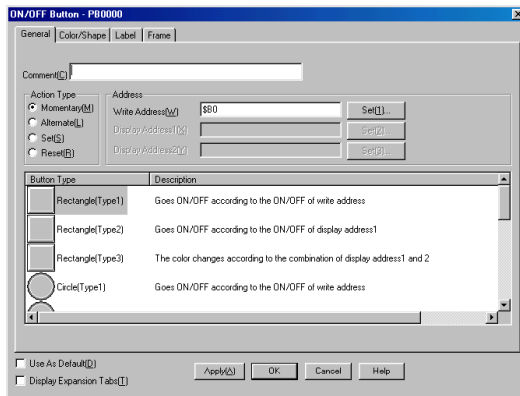 ON/OFF Button - PB0000
General Color/Shape Label Frame
Comment(C)
Action Type
Momentary(M)
Alternate(L)
Set(S)
Reset(R)
Address
Write Address(W) $B0 Set(1)...
Display Address1(X) Set(2)...
Display Address2(Y) Set(3)...
Button Type Description
Rectangle(Type1) Goes ON/OFF according to the ON/OFF of write address
Rectangle(Type2) Goes ON/OFF according to the ON/OFF of display address1
Rectangle(Type3) The color changes according to the combination of display address1 and 2
Circle(Type1) Goes ON/OFF according to the ON/OFF of write address
Use As Default(D)
Display Expansion Tabs(T)
Apply(A) OK Cancel Help